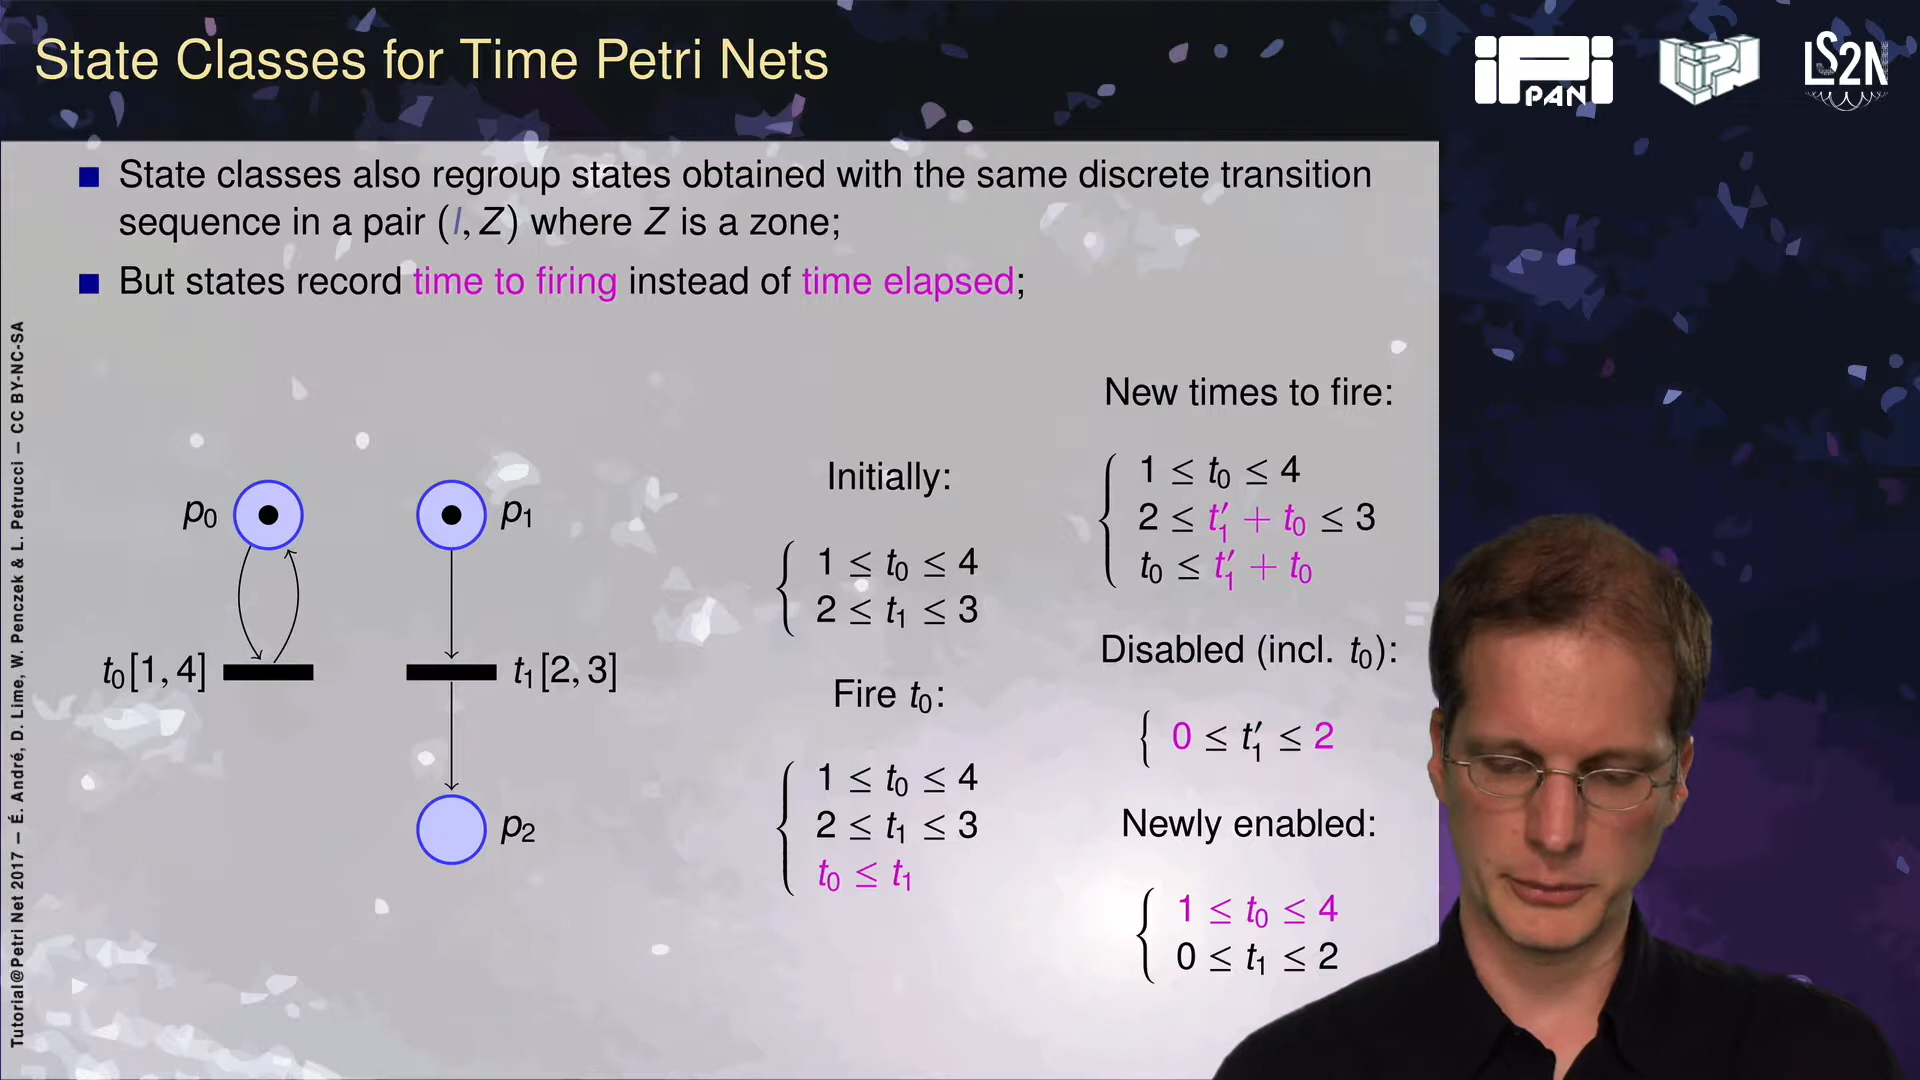 State Classes for Time Petri Nets
iPi
PAN
LS2N
State classes also regroup states obtained with the same discrete transition
sequence in a pair (l, Z) where Z is a zone;
But states record time to firing instead of time elapsed;
p₀
p₁
t₀[1, 4]
t₁[2, 3]
p₂
Initially:
1 ≤ t₀ ≤ 4
2 ≤ t₁ ≤ 3
Fire t₀:
1 ≤ t₀ ≤ 4
2 ≤ t₁ ≤ 3
t₀ ≤ t₁
New times to fire:
1 ≤ t₀ ≤ 4
2 ≤ t′₁ + t₀ ≤ 3
t₀ ≤ t′₁ + t₀
Disabled (incl. t₀):
0 ≤ t′₁ ≤ 2
Newly enabled:
1 ≤ t₀ ≤ 4
0 ≤ t₁ ≤ 2
Tutorial@Petri Net 2017 — É. André, D. Lime, W. Penczek & L. Petrucci — CC BY-NC-SA